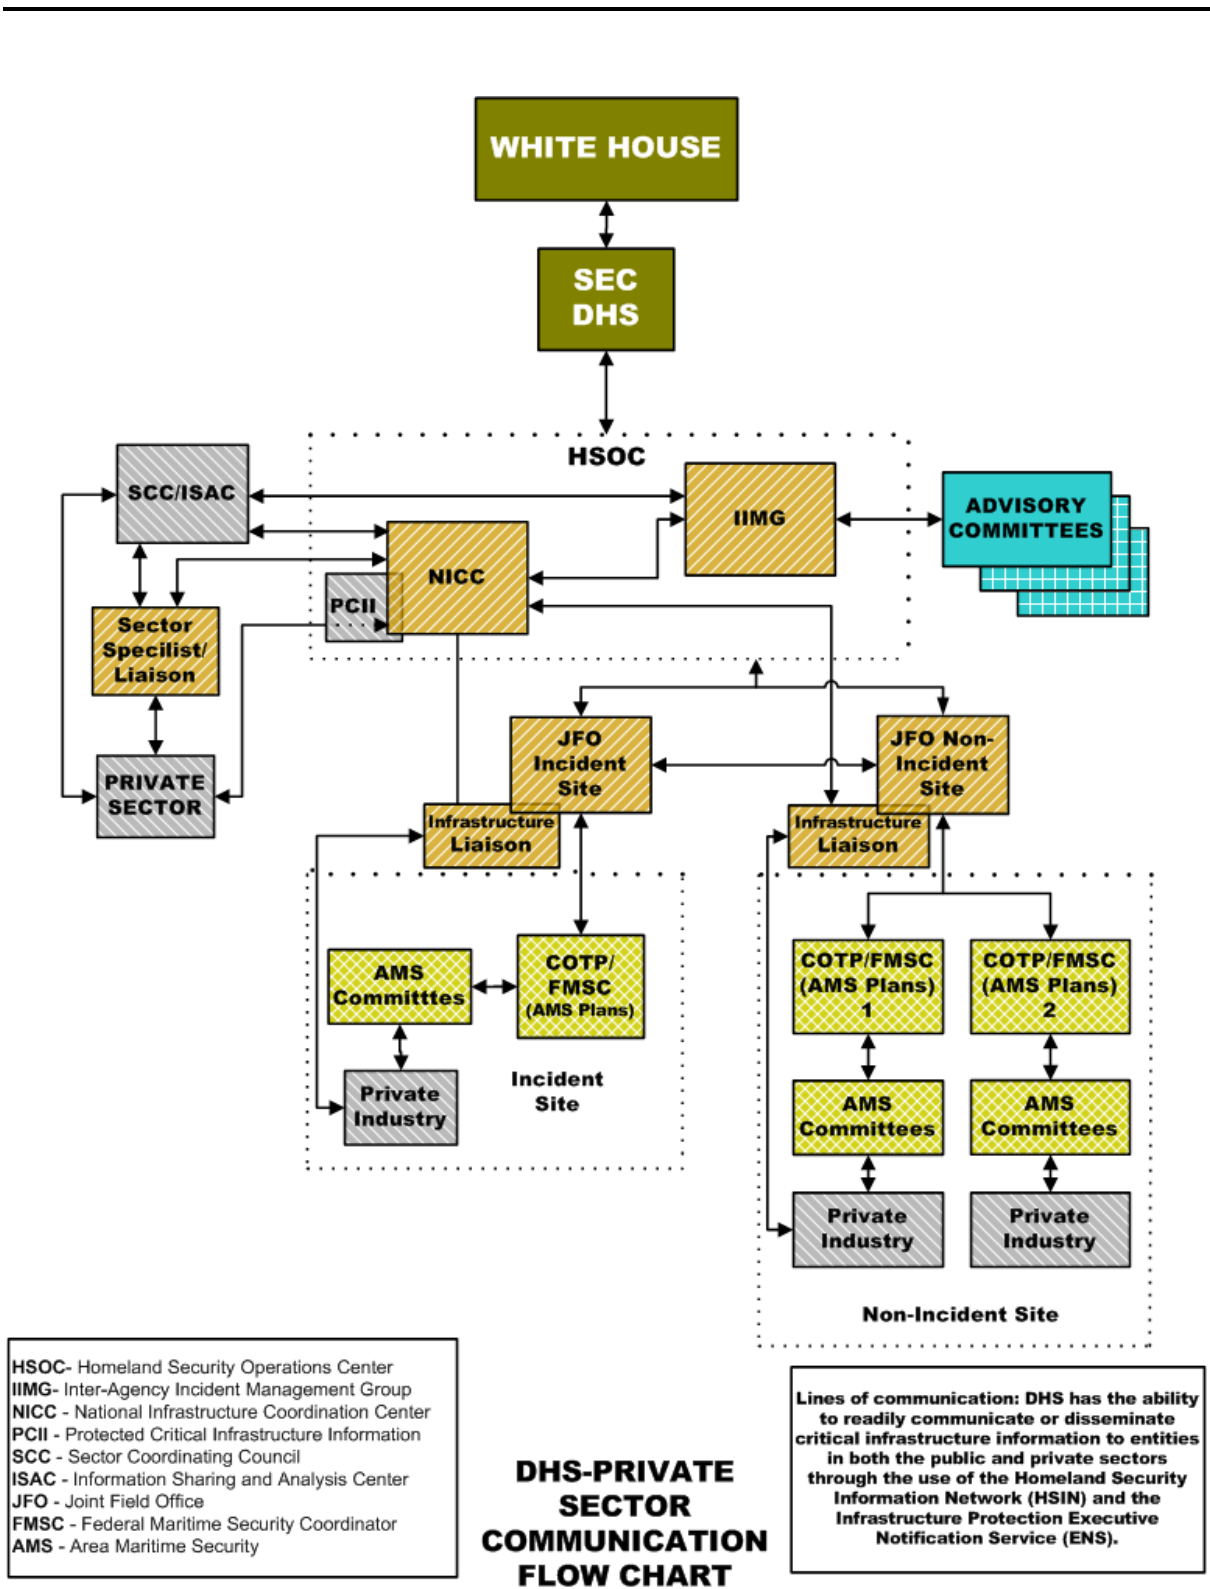 WHITE HOUSE
SEC
DHS
HSOC
SCC/ISAC
IIMG
ADVISORY
COMMITTEES
NICC
PCII
Sector
Specilist/
Liaison
PRIVATE
SECTOR
JFO
Incident
Site
JFO Non-
Incident
Site
Infrastructure
Liaison
Infrastructure
Liaison
AMS
Committtes
COTP/
FMSC
(AMS Plans)
COTP/FMSC
(AMS Plans)
1
COTP/FMSC
(AMS Plans)
2
Private
Industry
Incident
Site
AMS
Committees
AMS
Committees
Private
Industry
Private
Industry
Non-Incident Site
HSOC- Homeland Security Operations Center
IIMG- Inter-Agency Incident Management Group
NICC - National Infrastructure Coordination Center
PCII - Protected Critical Infrastructure Information
SCC - Sector Coordinating Council
ISAC - Information Sharing and Analysis Center
JFO - Joint Field Office
FMSC - Federal Maritime Security Coordinator
AMS - Area Maritime Security
DHS-PRIVATE
SECTOR
COMMUNICATION
FLOW CHART
Lines of communication: DHS has the ability
to readily communicate or disseminate
critical infrastructure information to entities
in both the public and private sectors
through the use of the Homeland Security
Information Network (HSIN) and the
Infrastructure Protection Executive
Notification Service (ENS).